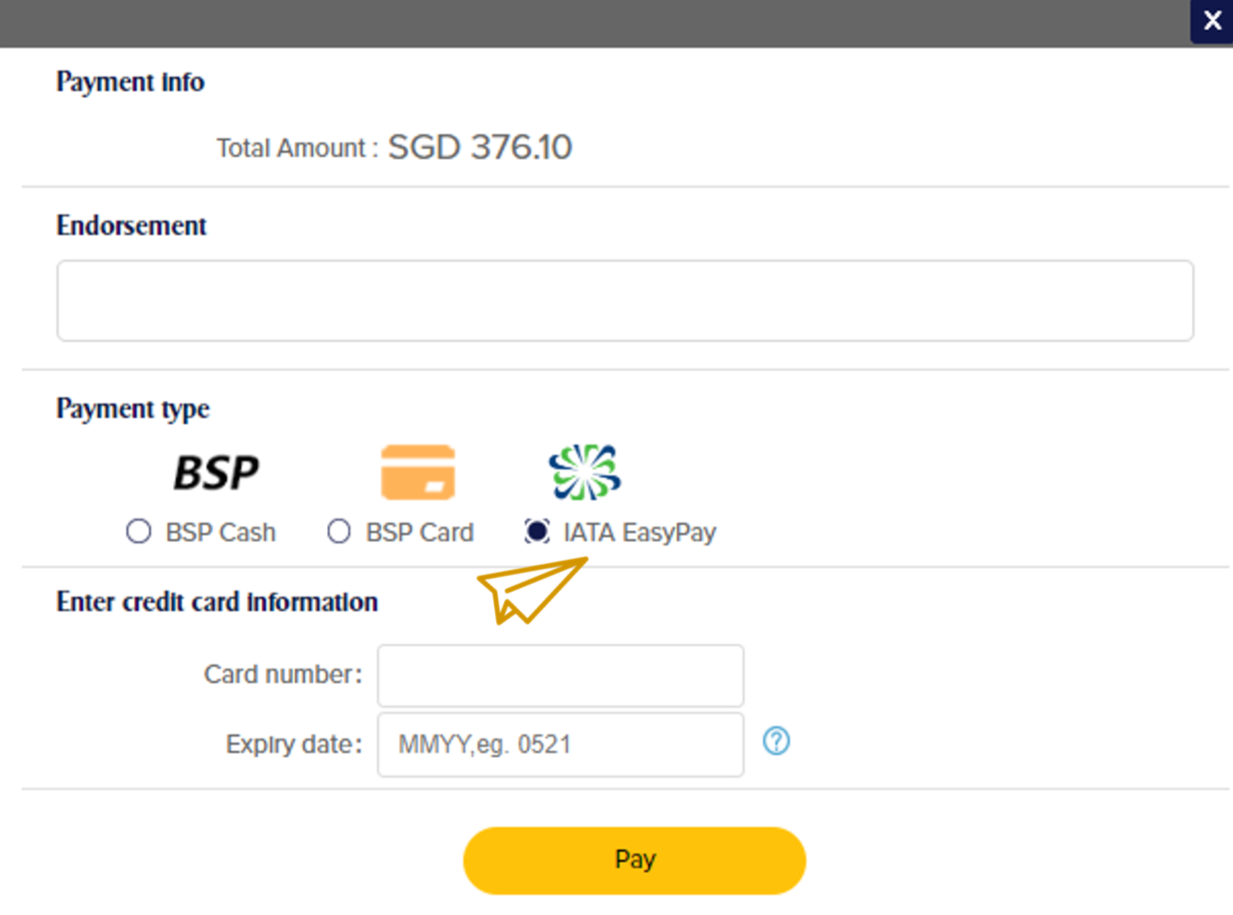 X
Payment info
Total Amount : SGD 376.10
Endorsement
Payment type
BSP
BSP Cash BSP Card IATA EasyPay
Enter credit card information
Card number:
Expiry date: MMYY,eg. 0521 ?
Pay